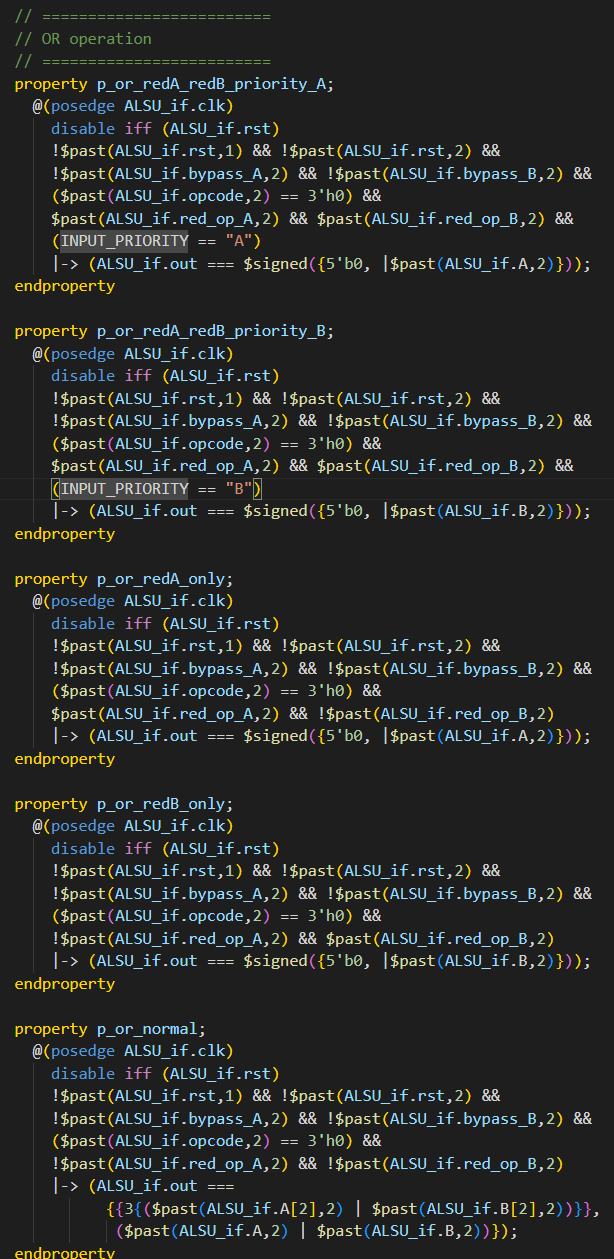 // =========================
// OR operation
// =========================
property p_or_redA_redB_priority_A;
  @(posedge ALSU_if.clk)
    disable iff (ALSU_if.rst)
    !$past(ALSU_if.rst,1) && !$past(ALSU_if.rst,2) &&
    !$past(ALSU_if.bypass_A,2) && !$past(ALSU_if.bypass_B,2) &&
    ($past(ALSU_if.opcode,2) == 3'h0) &&
    $past(ALSU_if.red_op_A,2) && $past(ALSU_if.red_op_B,2) &&
    (INPUT_PRIORITY == "A")
    |-> (ALSU_if.out === $signed({5'b0, |$past(ALSU_if.A,2)}));
endproperty

property p_or_redA_redB_priority_B;
  @(posedge ALSU_if.clk)
    disable iff (ALSU_if.rst)
    !$past(ALSU_if.rst,1) && !$past(ALSU_if.rst,2) &&
    !$past(ALSU_if.bypass_A,2) && !$past(ALSU_if.bypass_B,2) &&
    ($past(ALSU_if.opcode,2) == 3'h0) &&
    $past(ALSU_if.red_op_A,2) && $past(ALSU_if.red_op_B,2) &&
    (INPUT_PRIORITY == "B")
    |-> (ALSU_if.out === $signed({5'b0, |$past(ALSU_if.B,2)}));
endproperty

property p_or_redA_only;
  @(posedge ALSU_if.clk)
    disable iff (ALSU_if.rst)
    !$past(ALSU_if.rst,1) && !$past(ALSU_if.rst,2) &&
    !$past(ALSU_if.bypass_A,2) && !$past(ALSU_if.bypass_B,2) &&
    ($past(ALSU_if.opcode,2) == 3'h0) &&
    $past(ALSU_if.red_op_A,2) && !$past(ALSU_if.red_op_B,2)
    |-> (ALSU_if.out === $signed({5'b0, |$past(ALSU_if.A,2)}));
endproperty

property p_or_redB_only;
  @(posedge ALSU_if.clk)
    disable iff (ALSU_if.rst)
    !$past(ALSU_if.rst,1) && !$past(ALSU_if.rst,2) &&
    !$past(ALSU_if.bypass_A,2) && !$past(ALSU_if.bypass_B,2) &&
    ($past(ALSU_if.opcode,2) == 3'h0) &&
    !$past(ALSU_if.red_op_A,2) && $past(ALSU_if.red_op_B,2)
    |-> (ALSU_if.out === $signed({5'b0, |$past(ALSU_if.B,2)}));
endproperty

property p_or_normal;
  @(posedge ALSU_if.clk)
    disable iff (ALSU_if.rst)
    !$past(ALSU_if.rst,1) && !$past(ALSU_if.rst,2) &&
    !$past(ALSU_if.bypass_A,2) && !$past(ALSU_if.bypass_B,2) &&
    ($past(ALSU_if.opcode,2) == 3'h0) &&
    !$past(ALSU_if.red_op_A,2) && !$past(ALSU_if.red_op_B,2)
    |-> (ALSU_if.out ===
          {{3{($past(ALSU_if.A[2],2) | $past(ALSU_if.B[2],2))}},
           ($past(ALSU_if.A,2) | $past(ALSU_if.B,2))});
endproperty